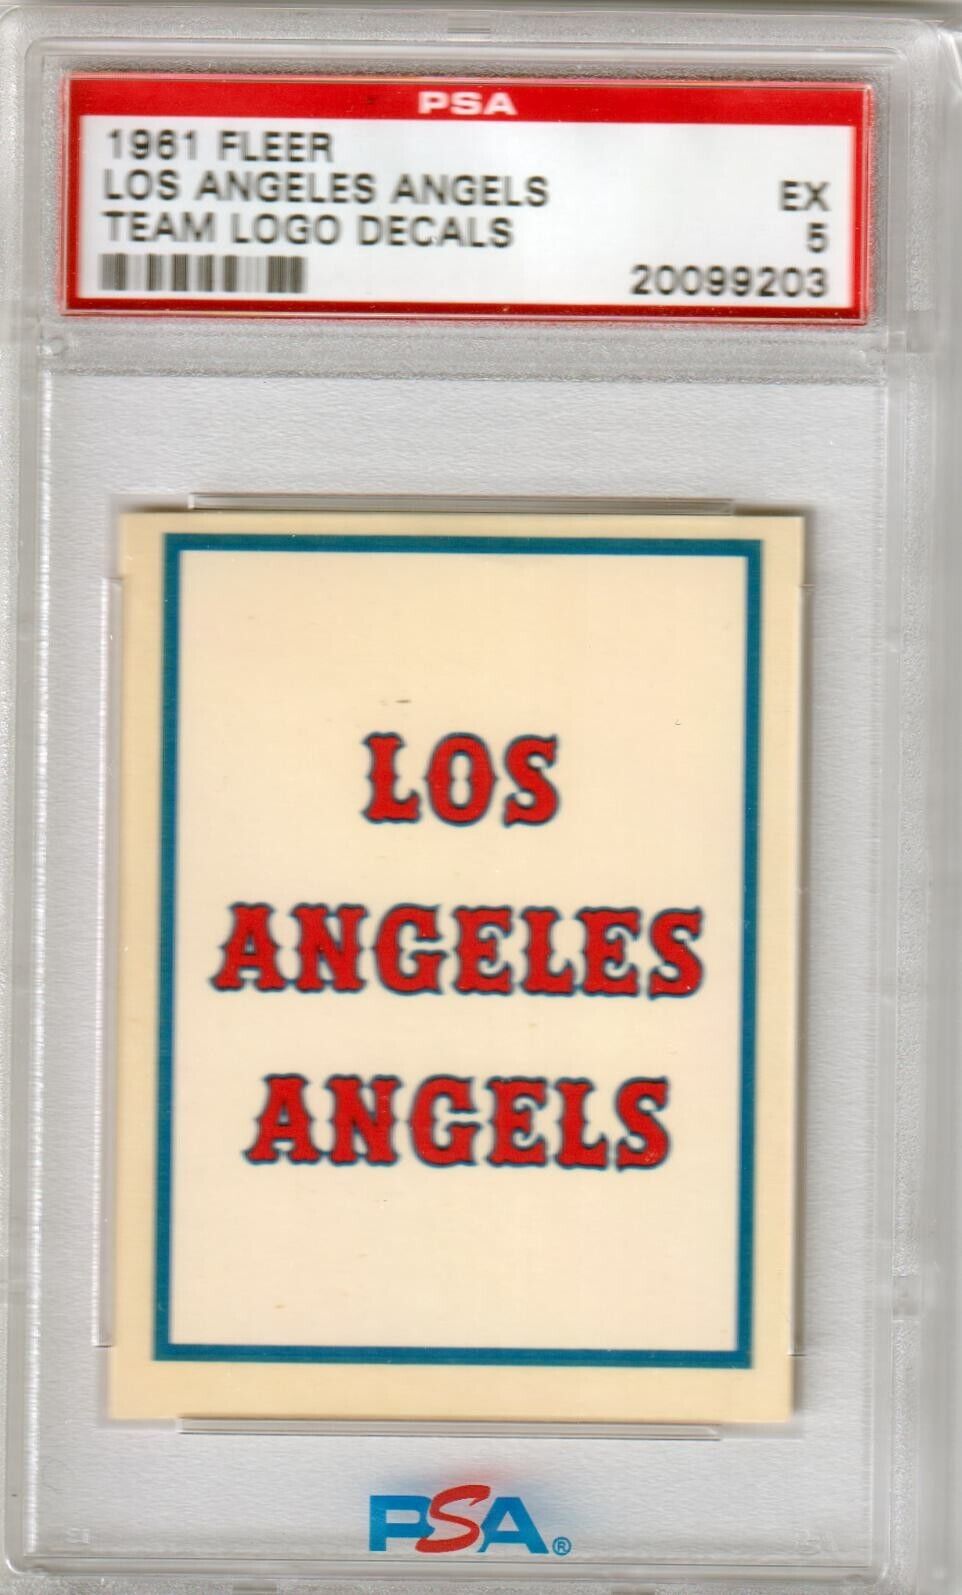 PSA
1961 FLEER
LOS ANGELES ANGELS
EX
TEAM LOGO DECALS
5
20099203
LOS
ANGELES
ANGELS
PSA®